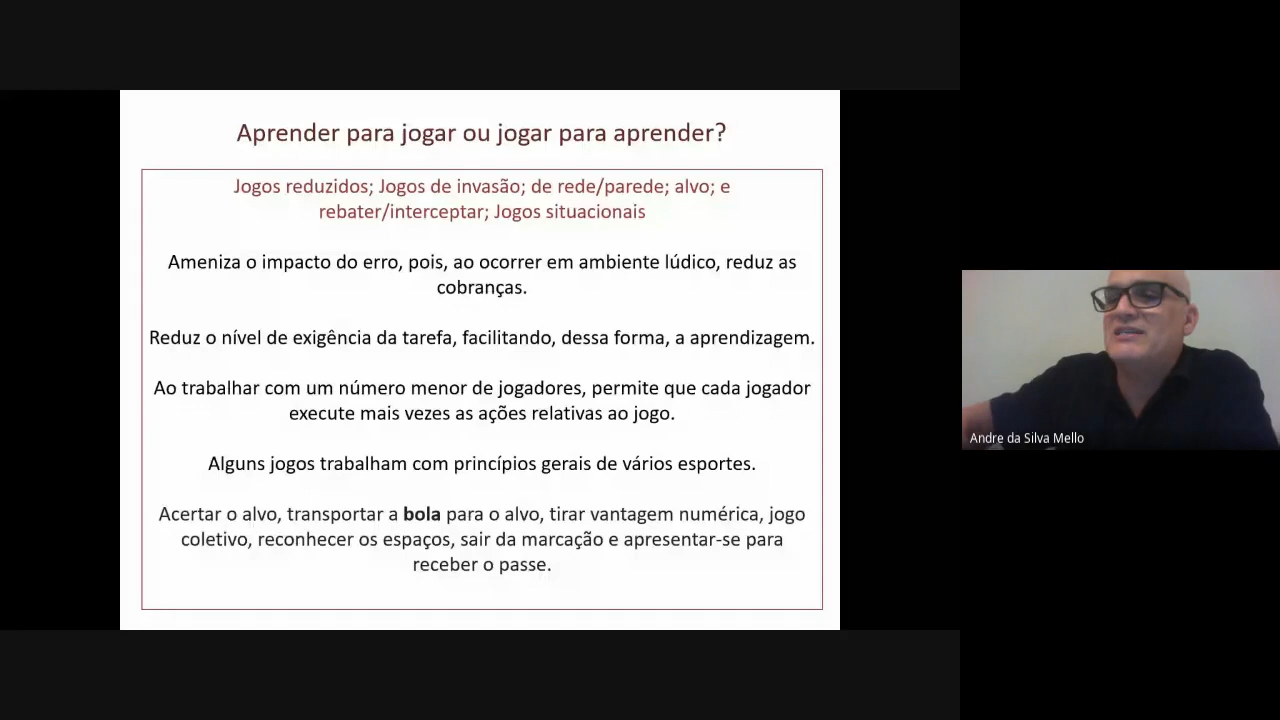 Aprender para jogar ou jogar para aprender?
Jogos reduzidos; Jogos de invasão; de rede/parede; alvo; e
rebater/interceptar; Jogos situacionais
Ameniza o impacto do erro, pois, ao ocorrer em ambiente lúdico, reduz as
cobranças.
Reduz o nível de exigência da tarefa, facilitando, dessa forma, a aprendizagem.
Ao trabalhar com um número menor de jogadores, permite que cada jogador
execute mais vezes as ações relativas ao jogo.
Alguns jogos trabalham com princípios gerais de vários esportes.
Acertar o alvo, transportar a bola para o alvo, tirar vantagem numérica, jogo
coletivo, reconhecer os espaços, sair da marcação e apresentar-se para
receber o passe.
Andre da Silva Mello